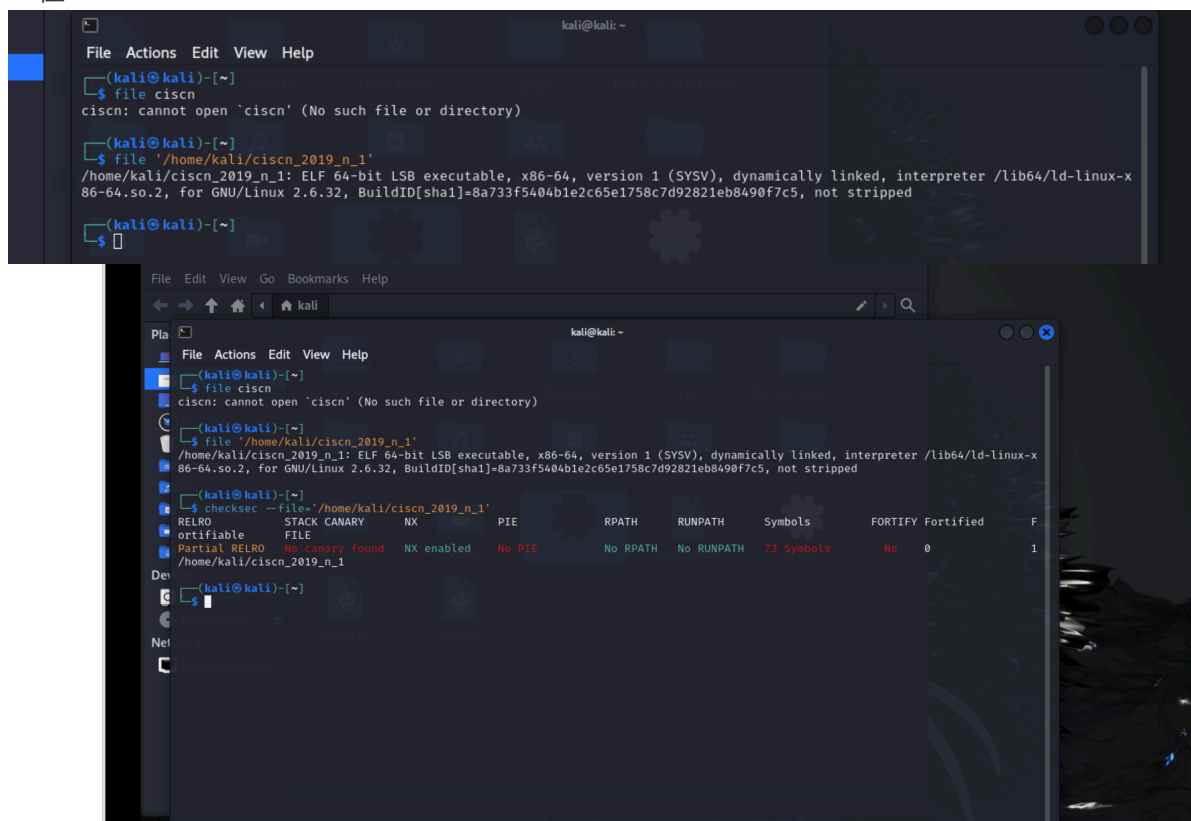 kali@kali: ~
File Actions Edit View Help
┌──(kali㉿kali)-[~]
└─$ file ciscn
ciscn: cannot open `ciscn' (No such file or directory)
┌──(kali㉿kali)-[~]
└─$ file '/home/kali/ciscn_2019_n_1'
/home/kali/ciscn_2019_n_1: ELF 64-bit LSB executable, x86-64, version 1 (SYSV), dynamically linked, interpreter /lib64/ld-linux-x
86-64.so.2, for GNU/Linux 2.6.32, BuildID[sha1]=8a733f5404b1e2c65e1758c7d92821eb8490f7c5, not stripped
┌──(kali㉿kali)-[~]
└─$
File Edit View Go Bookmarks Help
kali
Pla
kali@kali: ~
File Actions Edit View Help
┌──(kali㉿kali)-[~]
└─$ file ciscn
ciscn: cannot open `ciscn' (No such file or directory)
┌──(kali㉿kali)-[~]
└─$ file '/home/kali/ciscn_2019_n_1'
/home/kali/ciscn_2019_n_1: ELF 64-bit LSB executable, x86-64, version 1 (SYSV), dynamically linked, interpreter /lib64/ld-linux-x
86-64.so.2, for GNU/Linux 2.6.32, BuildID[sha1]=8a733f5404b1e2c65e1758c7d92821eb8490f7c5, not stripped
┌──(kali㉿kali)-[~]
└─$ checksec --file='/home/kali/ciscn_2019_n_1'
RELRO STACK CANARY NX PIE RPATH RUNPATH Symbols FORTIFY Fortified F
ortifiable FILE
Partial RELRO No canary found NX enabled No PIE No RPATH No RUNPATH 73 Symbols No 0 1
/home/kali/ciscn_2019_n_1
Dev
┌──(kali㉿kali)-[~]
└─$
Net